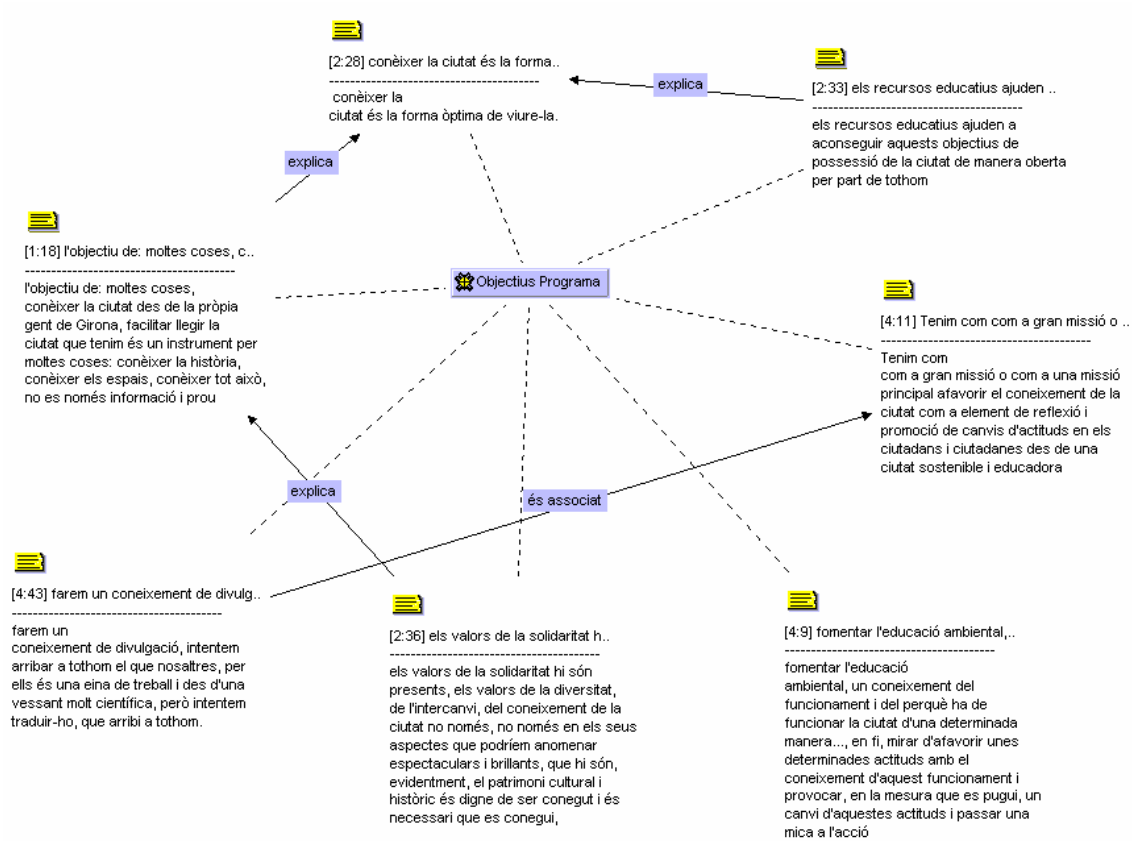 [2:28] conèixer la ciutat és la forma..
----------------------------------------
conèixer la
ciutat és la forma òptima de viure-la.
explica
[2:33] els recursos educatius ajuden ..
----------------------------------------
els recursos educatius ajuden a
aconseguir aquests objectius de
possessió de la ciutat de manera oberta
per part de tothom
explica
[1:18] l'objectiu de: moltes coses, c..
----------------------------------------
l'objectiu de: moltes coses,
conèixer la ciutat des de la pròpia
gent de Girona, facilitar llegir la
ciutat que tenim és un instrument per
moltes coses: conèixer la història,
conèixer els espais, conèixer tot això,
no es només informació i prou
Objectius Programa
[4:11] Tenim com com a gran missió o ..
----------------------------------------
Tenim com
com a gran missió o com a una missió
principal afavorir el coneixement de la
ciutat com a element de reflexió i
promoció de canvis d'actituds en els
ciutadans i ciutadanes des de una
ciutat sostenible i educadora
explica
és associat
[4:43] farem un coneixement de divulg..
----------------------------------------
farem un
coneixement de divulgació, intentem
arribar a tothom el que nosaltres, per
ells és una eina de treball i des d'una
vessant molt científica, però intentem
traduir-ho, que arribi a tothom.
[2:36] els valors de la solidaritat h..
----------------------------------------
els valors de la solidaritat hi són
presents, els valors de la diversitat,
de l'intercanvi, del coneixement de la
ciutat no només, no només en els seus
aspectes que podríem anomenar
espectaculars i brillants, que hi són,
evidentment, el patrimoni cultural i
històric és digne de ser conegut i és
necessari que es conegui,
[4:9] fomentar l'educació ambiental,..
----------------------------------------
fomentar l'educació
ambiental, un coneixement del
funcionament i del perquè ha de
funcionar la ciutat d'una determinada
manera..., en fi, mirar d'afavorir unes
determinades actituds amb el
coneixement d'aquest funcionament i
provocar, en la mesura que es pugui, un
canvi d'aquestes actituds i passar una
mica a l'acció